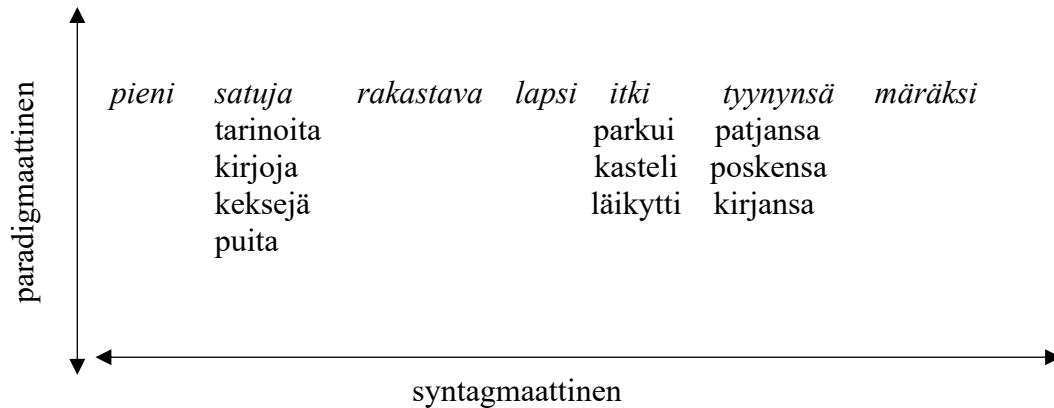 paradigmaattinen
pieni satuja rakastava lapsi itki tyynynsä märäksi
tarinoita parkui patjansa
kirjoja kasteli poskensa
keksejä läikytti kirjansa
puita
syntagmaattinen